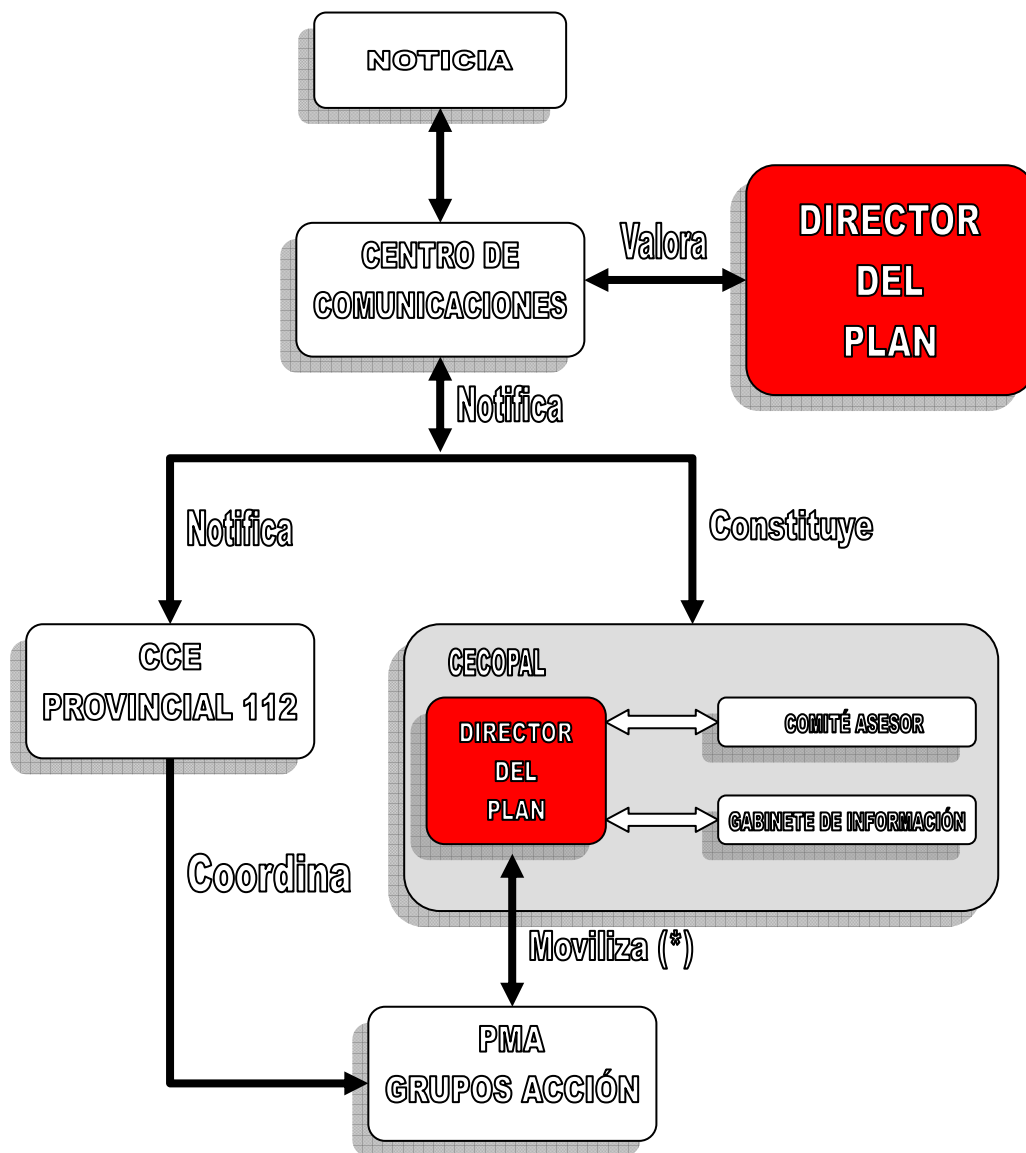 NOTICIA
CENTRO DE
COMUNICACIONES
Valora
DIRECTOR
DEL
PLAN
Notifica
Notifica
Constituye
CCE
PROVINCIAL 112
CECOPAL
DIRECTOR
DEL
PLAN
COMITÉ ASESOR
GABINETE DE INFORMACIÓN
Coordina
Moviliza (*)
PMA
GRUPOS ACCIÓN